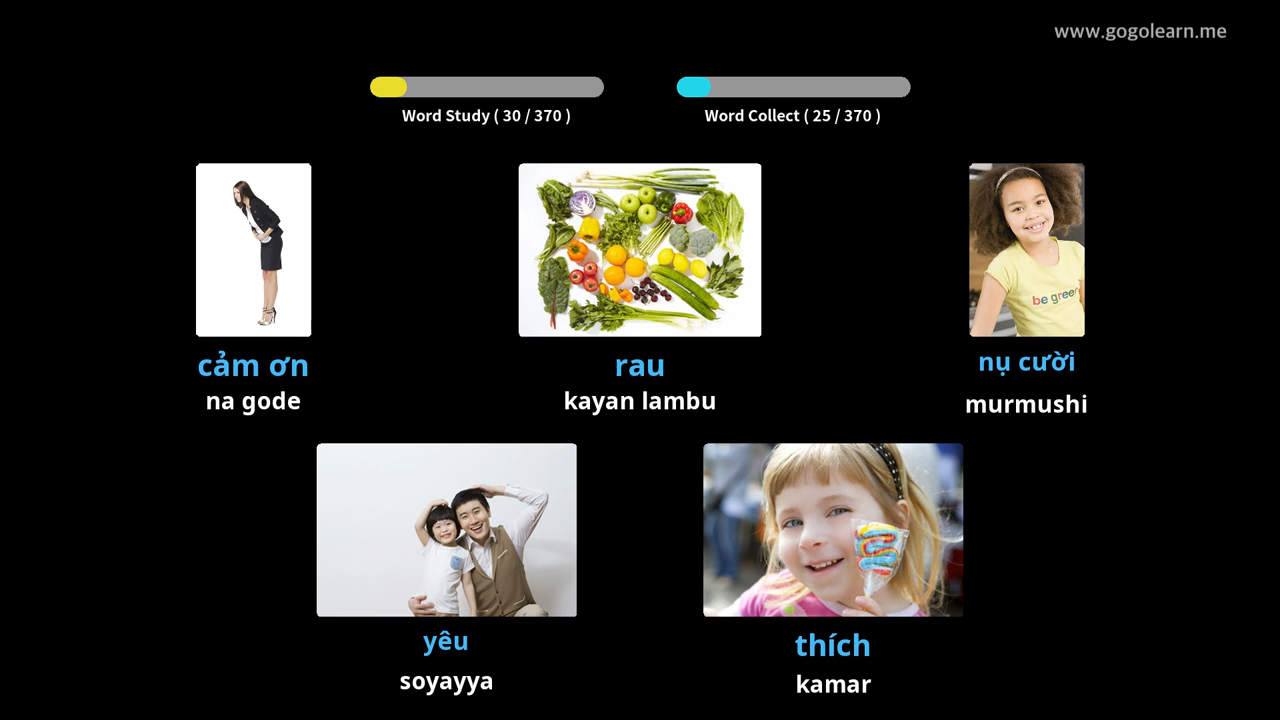 www.gogolearn.me
Word Study ( 30 / 370 )
Word Collect ( 25 / 370 )
cảm ơn
na gode
rau
kayan lambu
be green
nụ cười
murmushi
yêu
soyayya
thích
kamar